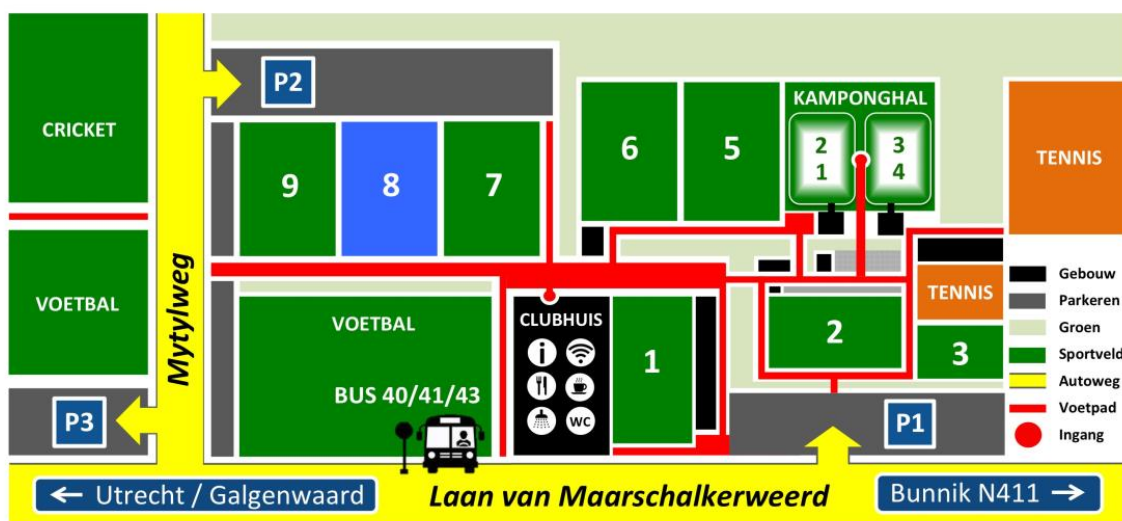 P2
KAMPONGHAL
CRICKET
9
8
7
6
5
2
1
3
4
TENNIS
VOETBAL
Mytylweg
VOETBAL
BUS 40/41/43
CLUBHUIS
i
WC
1
2
TENNIS
3
Gebouw
Parkeren
Groen
Sportveld
Autoweg
Voetpad
Ingang
P3
P1
← Utrecht / Galgenwaard
Laan van Maarschalkerweerd
Bunnik N411 →